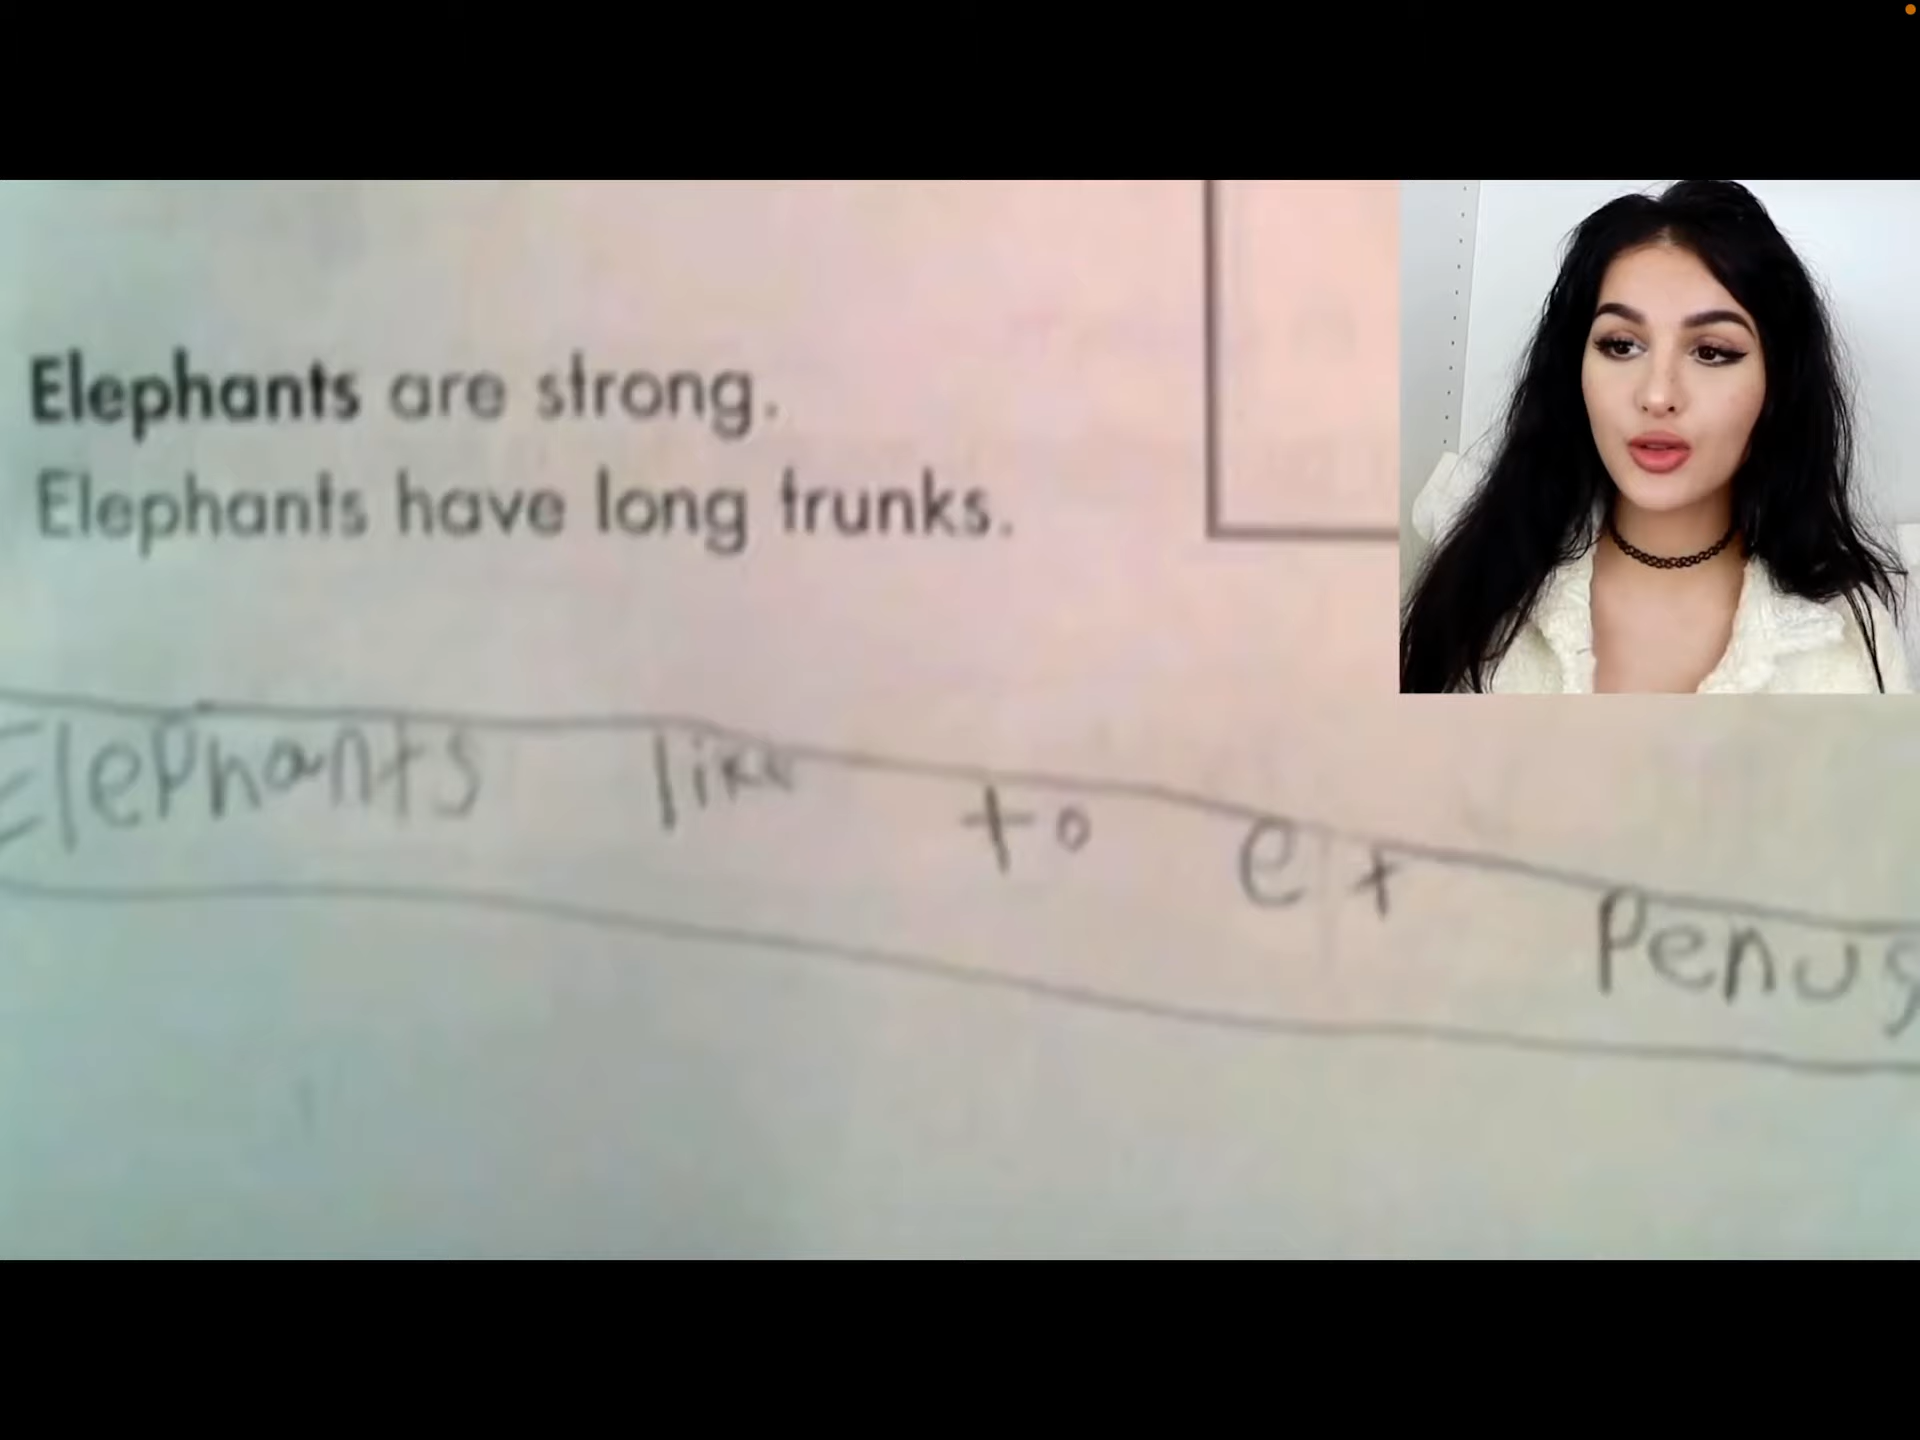 Elephants are strong.
Elephants have long trunks.
Elephants like to et Penus